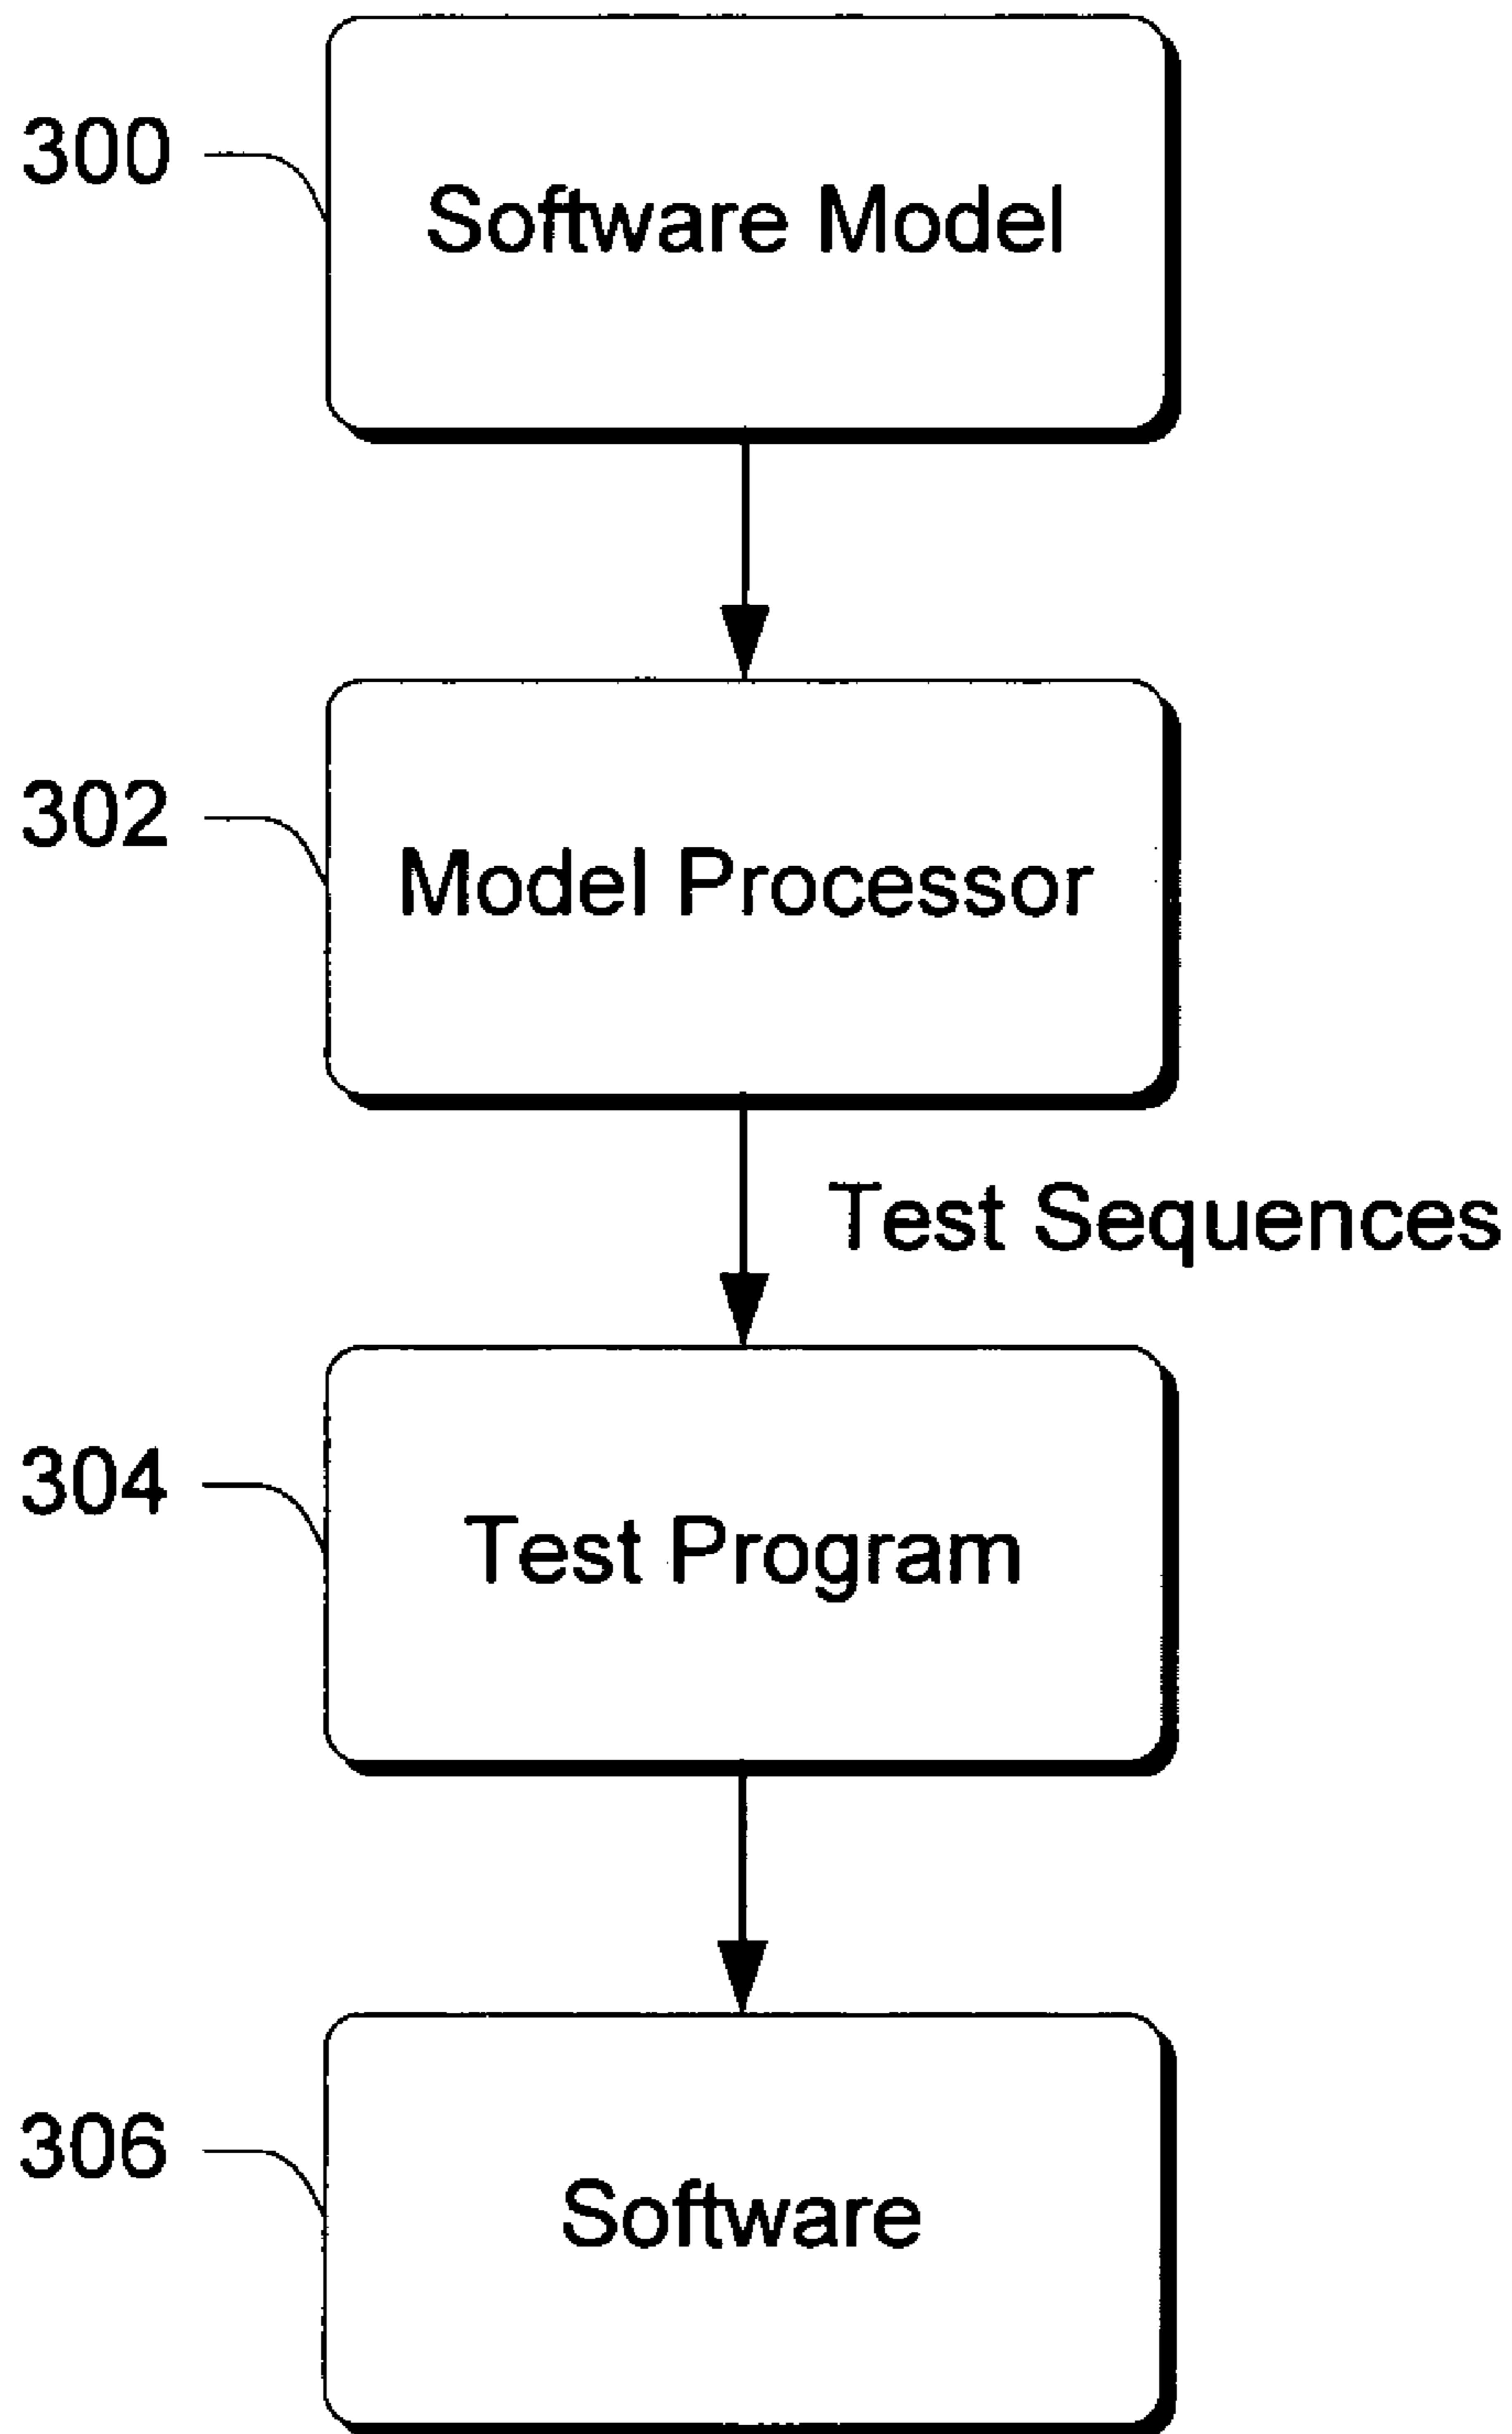 300
Software Model
302
Model Processor
Test Sequences
304
Test Program
306
Software